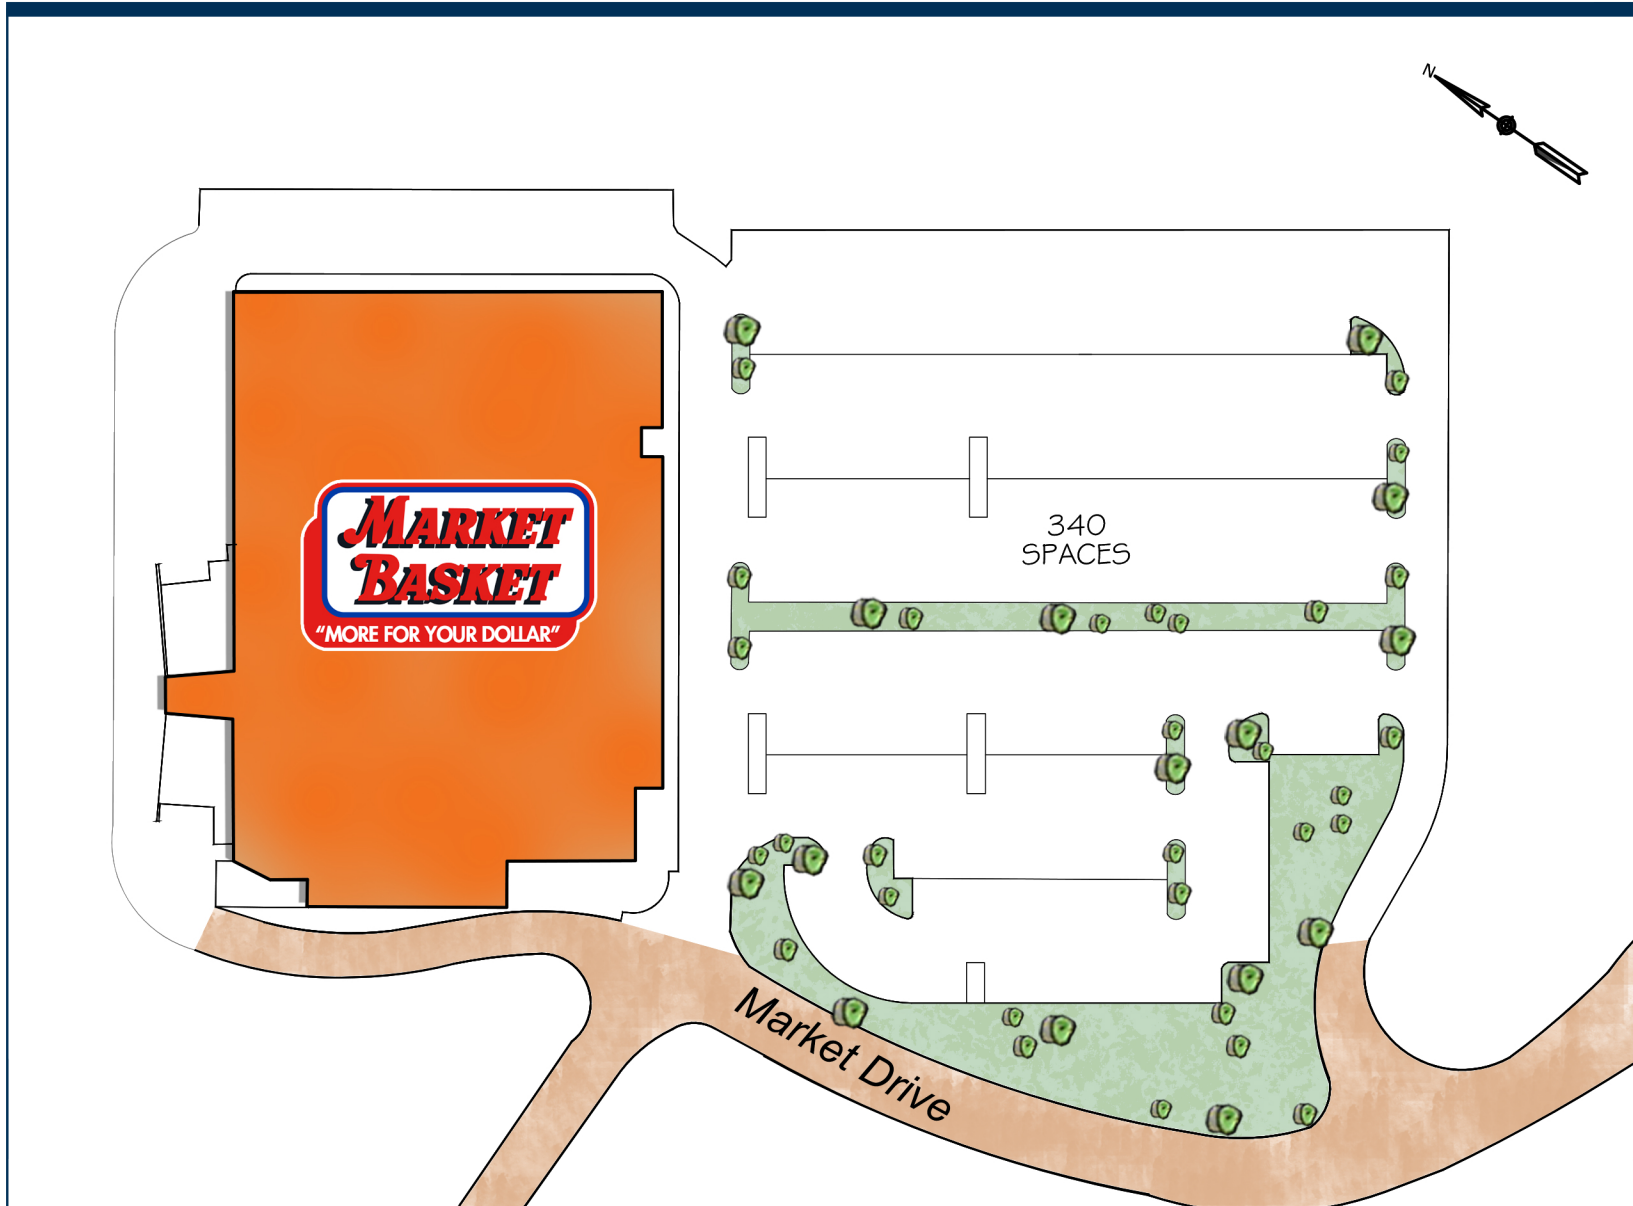 N
MARKET
BASKET
"MORE FOR YOUR DOLLAR"
340
SPACES
Market Drive